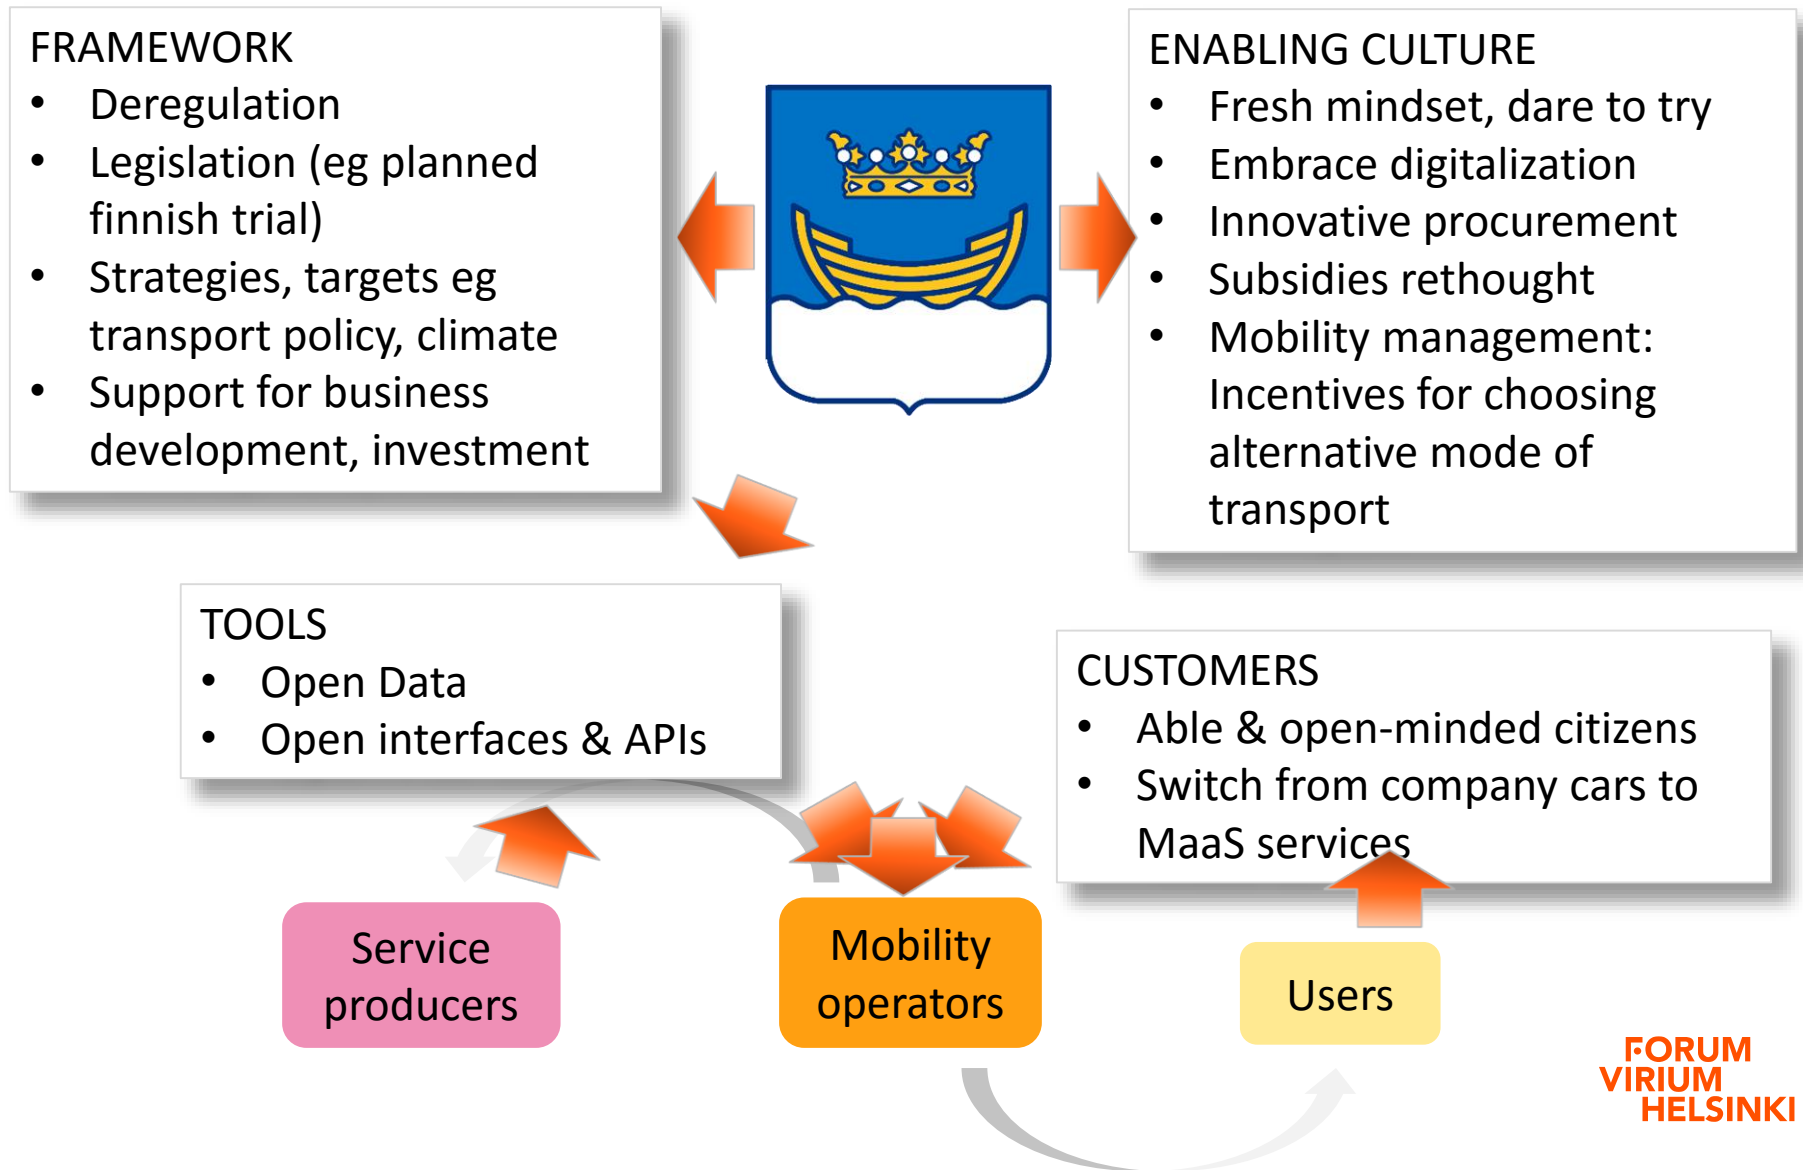 FRAMEWORK
• Deregulation
• Legislation (eg planned
finnish trial)
• Strategies, targets eg
transport policy, climate
• Support for business
development, investment
ENABLING CULTURE
• Fresh mindset, dare to try
• Embrace digitalization
• Innovative procurement
• Subsidies rethought
• Mobility management:
Incentives for choosing
alternative mode of
transport
TOOLS
• Open Data
• Open interfaces & APIs
CUSTOMERS
• Able & open-minded citizens
• Switch from company cars to
MaaS services
Service
producers
Mobility
operators
Users
FORUM
VIRIUM
HELSINKI